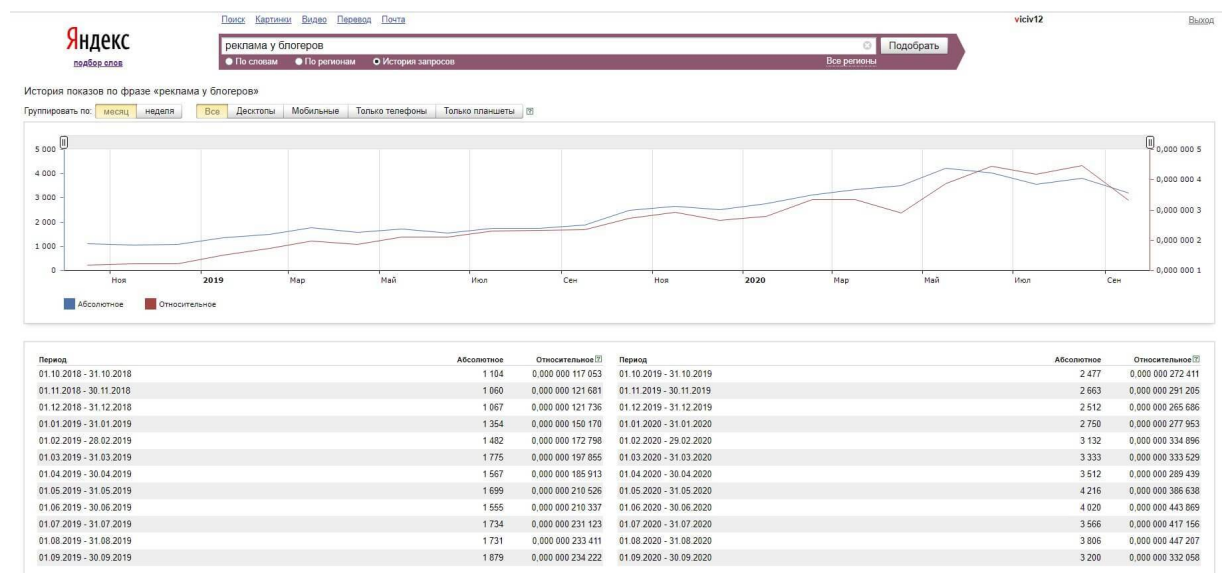 Поиск Картинки Видео Перевод Почта
viciv12
Выход
Яндекс
подбор слов
реклама у блогеров
Подобрать
По словам По регионам История запросов
Все регионы
История показов по фразе «реклама у блогеров»
Группировать по: месяц неделя Все Десктопы Мобильные Только телефоны Только планшеты
5 000
4 000
3 000
2 000
1 000
0
0,000 000 5
0,000 000 4
0,000 000 3
0,000 000 2
0,000 000 1
Ноя 2019 Мар Май Июл Сен Ноя 2020 Мар Май Июл Сен
Абсолютное Относительное
Период Абсолютное Относительное Период Абсолютное Относительное
01.10.2018 - 31.10.2018 1 104 0,000 000 117 053 01.10.2019 - 31.10.2019 2 477 0,000 000 272 411
01.11.2018 - 30.11.2018 1 060 0,000 000 121 681 01.11.2019 - 30.11.2019 2 663 0,000 000 291 205
01.12.2018 - 31.12.2018 1 067 0,000 000 121 736 01.12.2019 - 31.12.2019 2 512 0,000 000 265 686
01.01.2019 - 31.01.2019 1 354 0,000 000 150 170 01.01.2020 - 31.01.2020 2 750 0,000 000 277 953
01.02.2019 - 28.02.2019 1 482 0,000 000 172 798 01.02.2020 - 29.02.2020 3 132 0,000 000 334 896
01.03.2019 - 31.03.2019 1 775 0,000 000 197 855 01.03.2020 - 31.03.2020 3 333 0,000 000 333 529
01.04.2019 - 30.04.2019 1 567 0,000 000 185 913 01.04.2020 - 30.04.2020 3 512 0,000 000 289 439
01.05.2019 - 31.05.2019 1 699 0,000 000 210 526 01.05.2020 - 31.05.2020 4 216 0,000 000 386 638
01.06.2019 - 30.06.2019 1 555 0,000 000 210 337 01.06.2020 - 30.06.2020 4 020 0,000 000 443 869
01.07.2019 - 31.07.2019 1 734 0,000 000 231 123 01.07.2020 - 31.07.2020 3 566 0,000 000 417 156
01.08.2019 - 31.08.2019 1 731 0,000 000 233 411 01.08.2020 - 31.08.2020 3 806 0,000 000 447 207
01.09.2019 - 30.09.2019 1 879 0,000 000 234 222 01.09.2020 - 30.09.2020 3 200 0,000 000 332 058